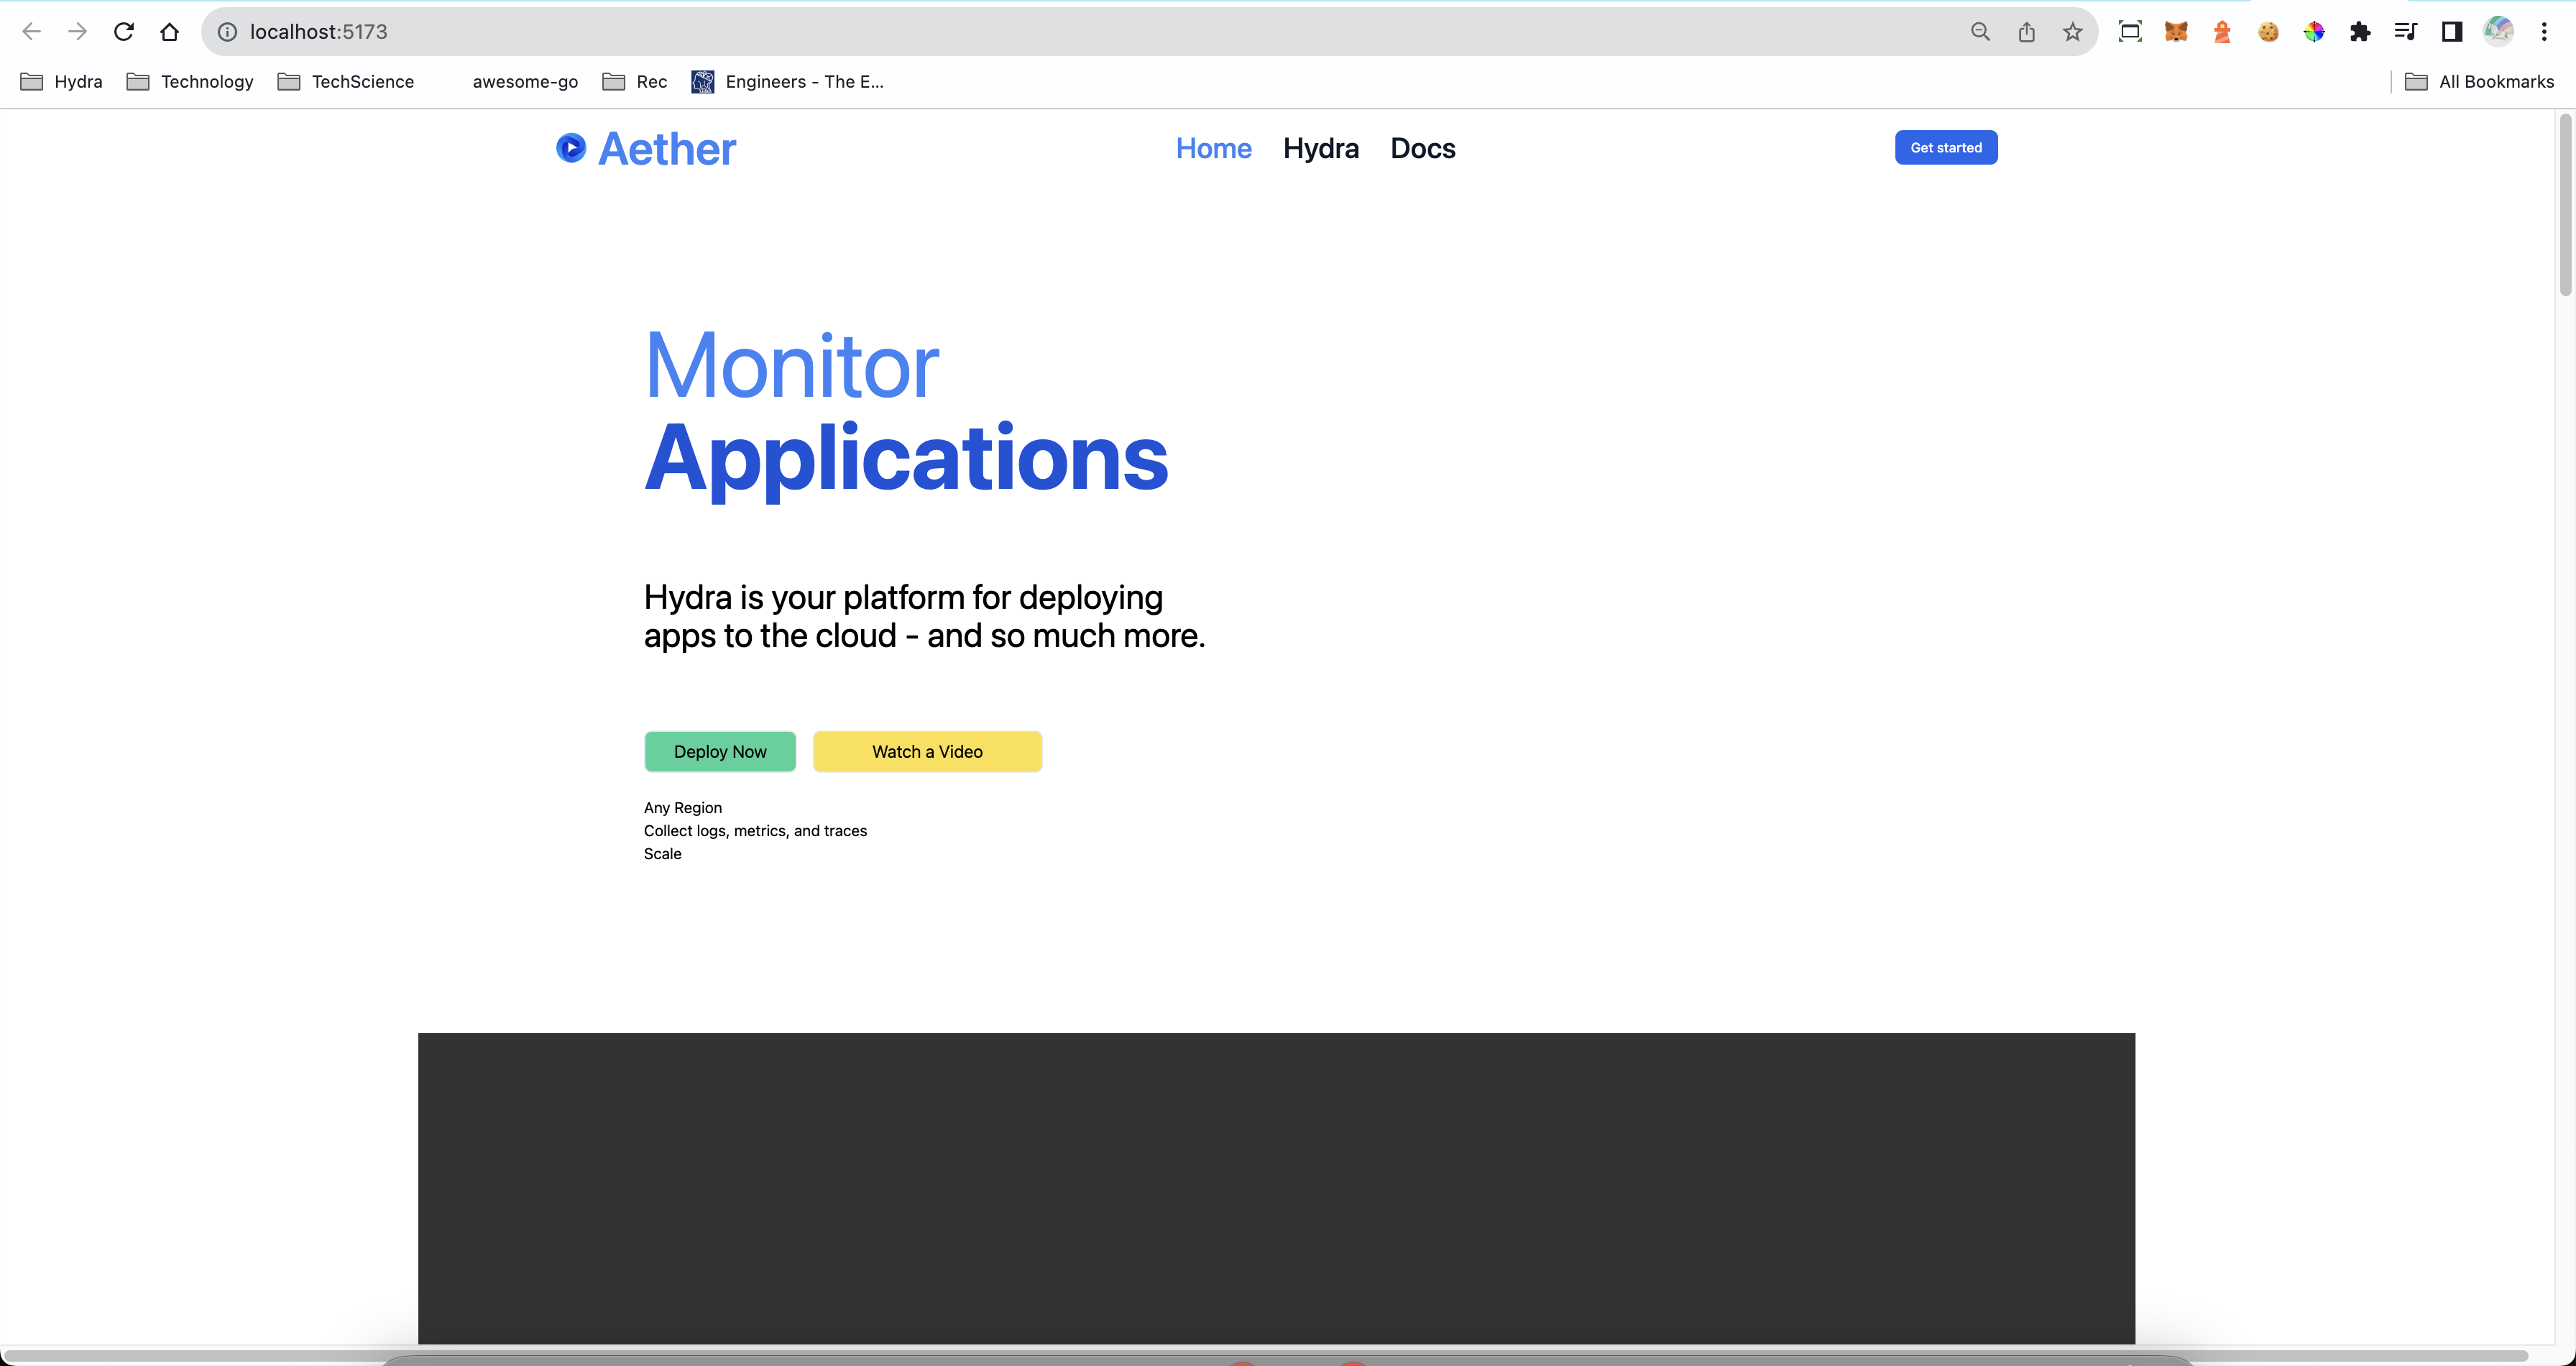 localhost:5173
Hydra Technology TechScience awesome-go Rec Engineers - The E... All Bookmarks
Aether Home Hydra Docs Get started
Monitor
Applications
Hydra is your platform for deploying
apps to the cloud - and so much more.
Deploy Now Watch a Video
Any Region
Collect logs, metrics, and traces
Scale